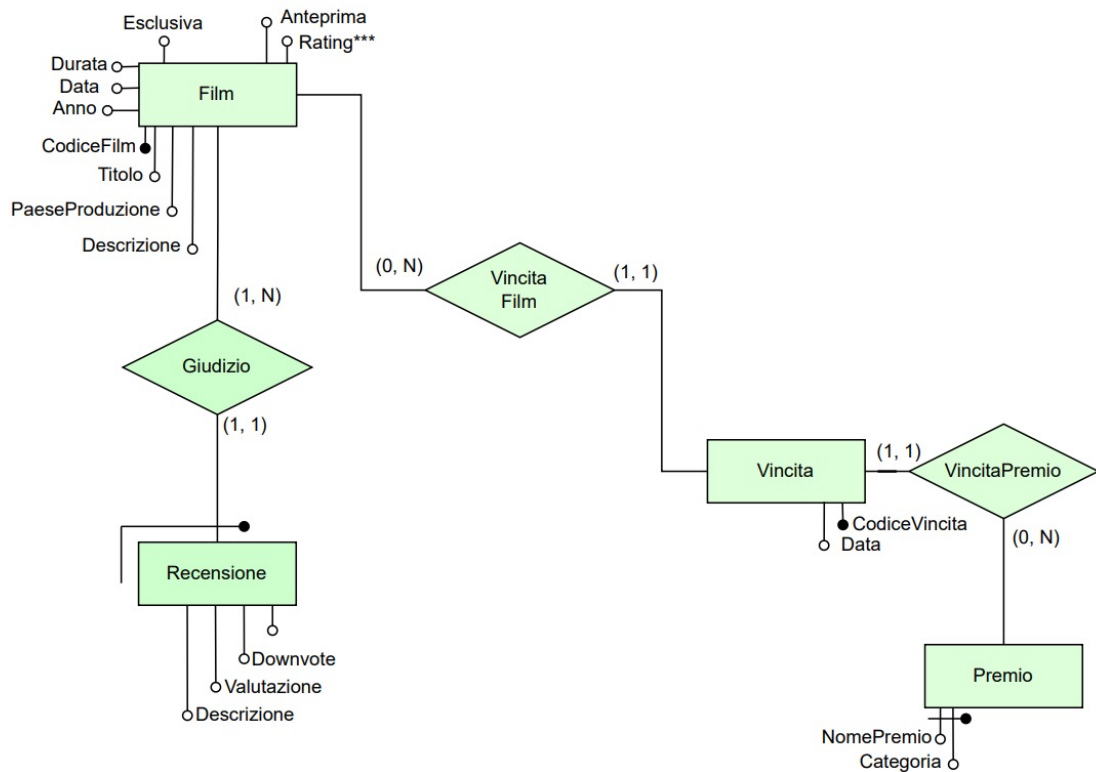 Esclusiva
Anteprima
Rating***
Durata
Data
Anno
Film
CodiceFilm
Titolo
PaeseProduzione
Descrizione
(0, N)
Vincita
Film
(1, 1)
(1, N)
Giudizio
(1, 1)
Vincita
(1, 1)
VincitaPremio
CodiceVincita
Data
(0, N)
Recensione
Downvote
Valutazione
Descrizione
Premio
NomePremio
Categoria